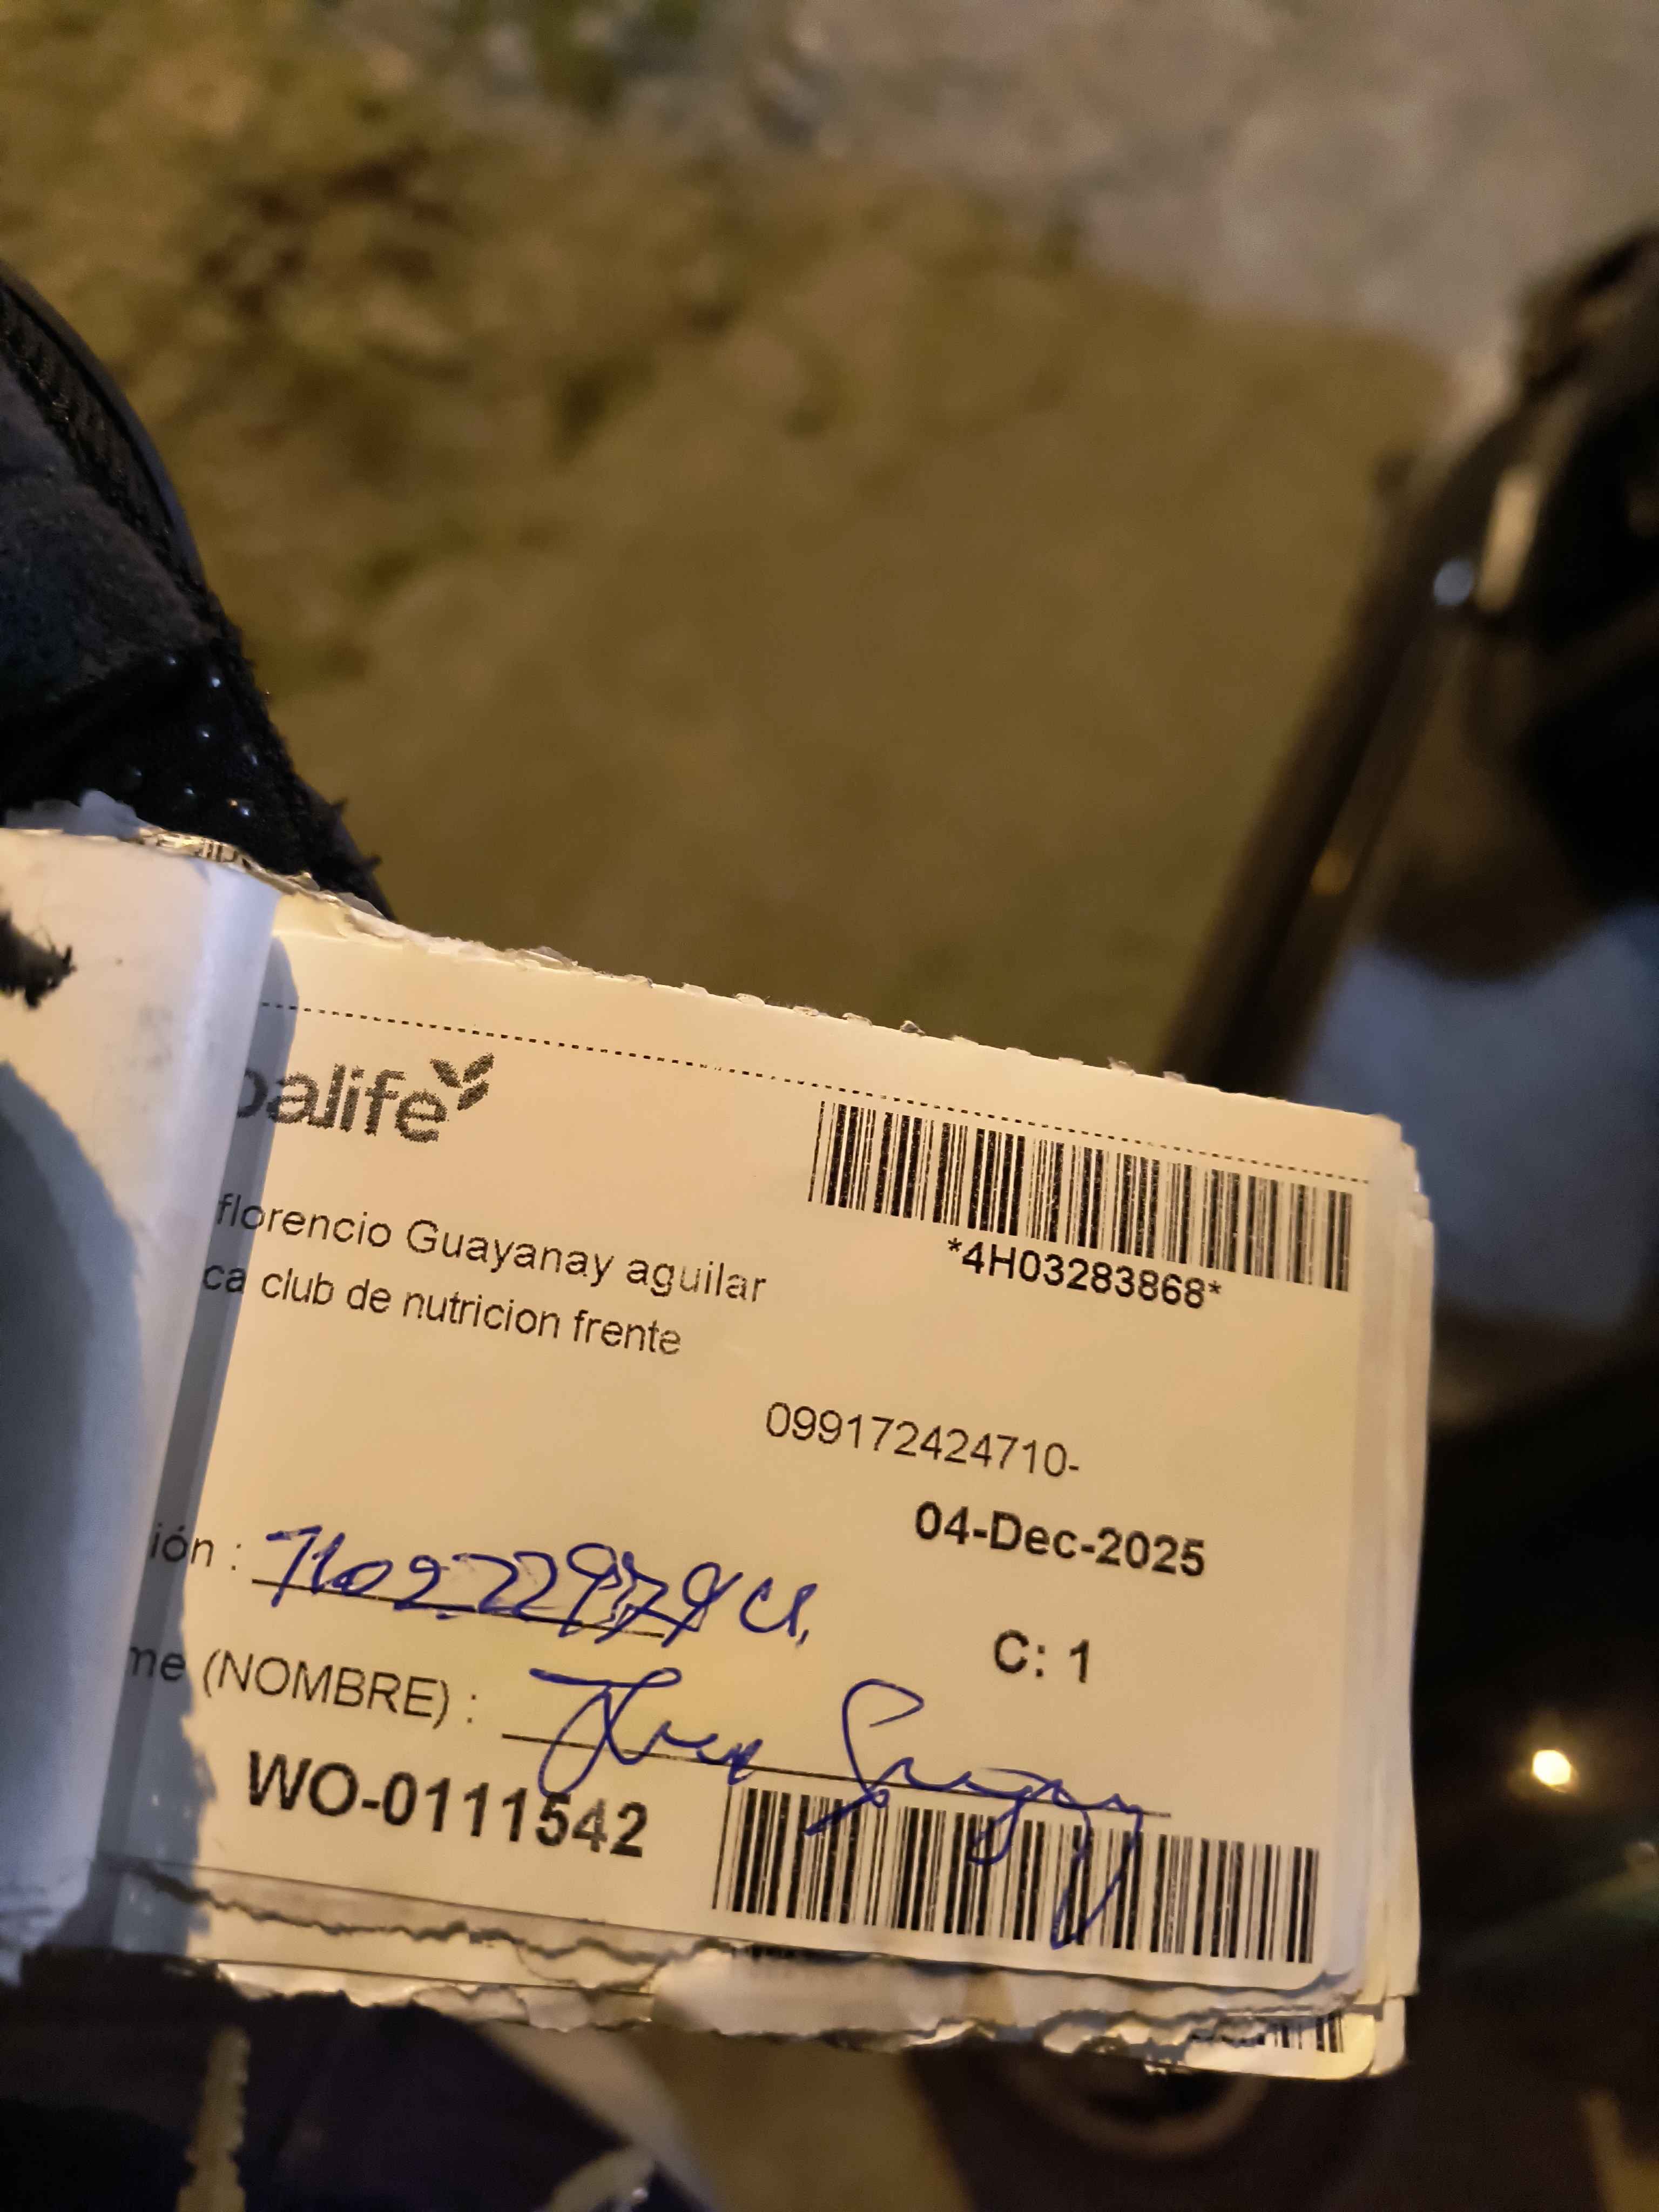 balife
*4H03283868*
florencio Guayanay aguilar
ca club de nutricion frente
099172424710-
04-Dec-2025
ión :
C: 1
me (NOMBRE) :
WO-0111542